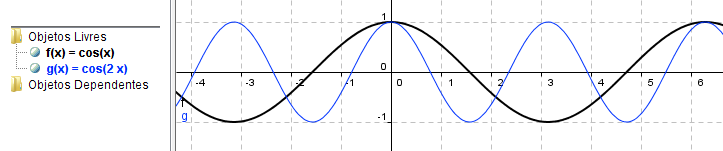 Objetos Livres
f(x) = cos(x)
g(x) = cos(2 x)
Objetos Dependentes
1
0
-4 -3 -2 -1 0 1 2 3 4 5 6
-1
g